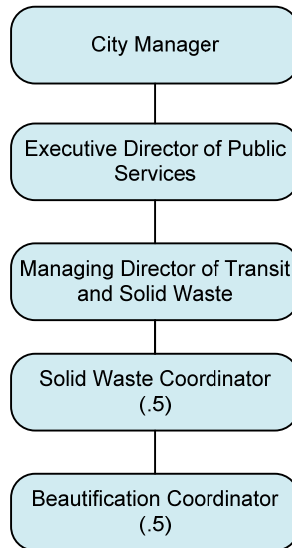 City Manager
Executive Director of Public
Services
Managing Director of Transit
and Solid Waste
Solid Waste Coordinator
(.5)
Beautification Coordinator
(.5)